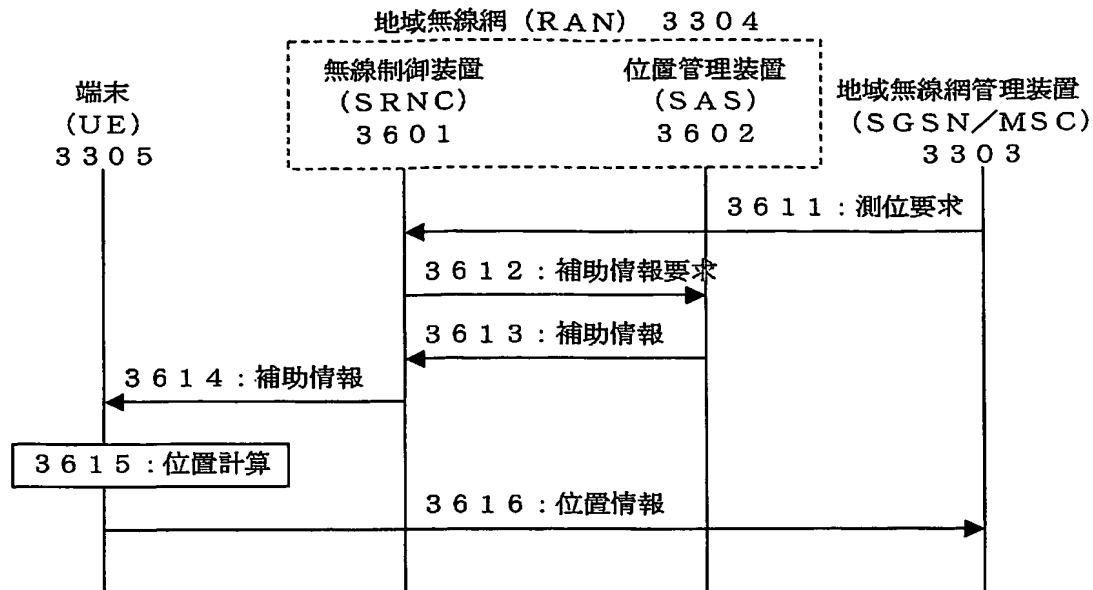 地域無線網（ＲＡＮ）　３３０４
無線制御装置
（ＳＲＮＣ）
３６０１
位置管理装置
（ＳＡＳ）
３６０２
端末
（ＵＥ）
３３０５
地域無線網管理装置
（ＳＧＳＮ／ＭＳＣ）
３３０３
３６１１：測位要求
３６１２：補助情報要求
３６１３：補助情報
３６１４：補助情報
３６１５：位置計算
３６１６：位置情報